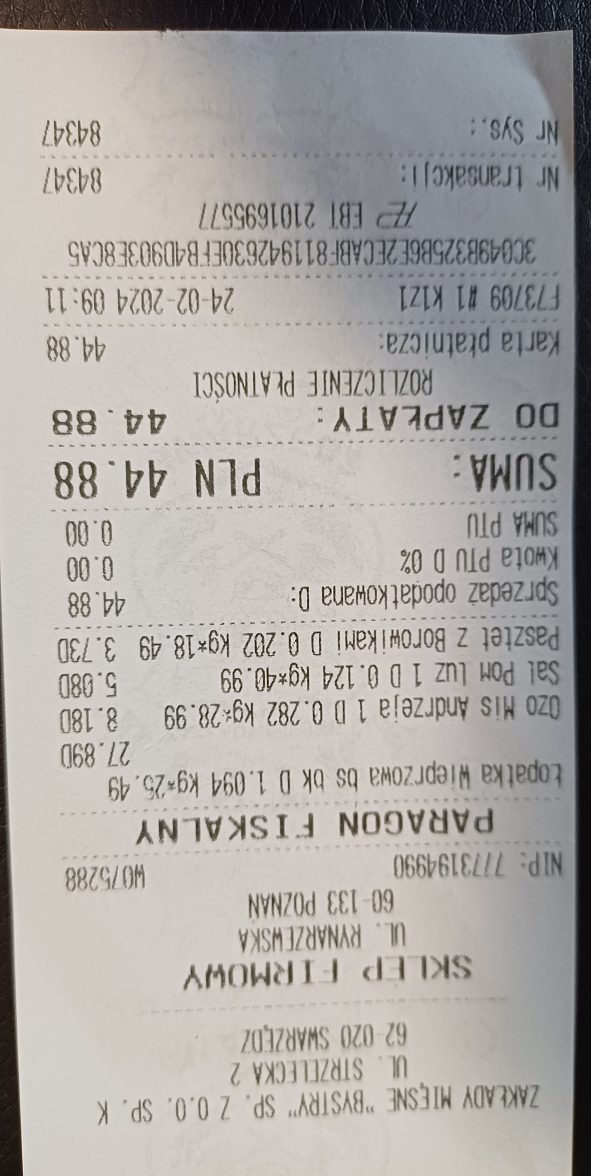 ZAKŁADY MIĘSNE "BYSTRY" SP. Z O.O. SP. K
UL. STRZELECKA 2
62-020 SWARZĘDZ
SKLEP FIRMOWY
UL. RYNARZEWSKA
60-133 POZNAŃ
NIP: 7773194990 W075288
PARAGON FISKALNY
Łopatka Wieprzowa bs bk D 1.094 kg*25.49
27.89D
Ozo Mis Andrzeja 1 D 0.282 kg*28.99 8.18D
Sal Pom Luz 1 D 0.124 kg*40.99 5.08D
Pasztet z Borowikami D 0.202 kg*18.49 3.73D
Sprzedaż opodatkowana D: 44.88
Kwota PTU D 0% 0.00
SUMA PTU 0.00
SUMA: PLN 44.88
DO ZAPŁATY: 44.88
ROZLICZENIE PŁATNOŚCI
Karta płatnicza: 44.88
F73709 #1 K1Z1 24-02-2024 09:11
3C049B325B6E2ECABF811942630EFB4D903E8CA5
EBT 2101695577
Nr transakcji: 84347
Nr Sys.: 84347